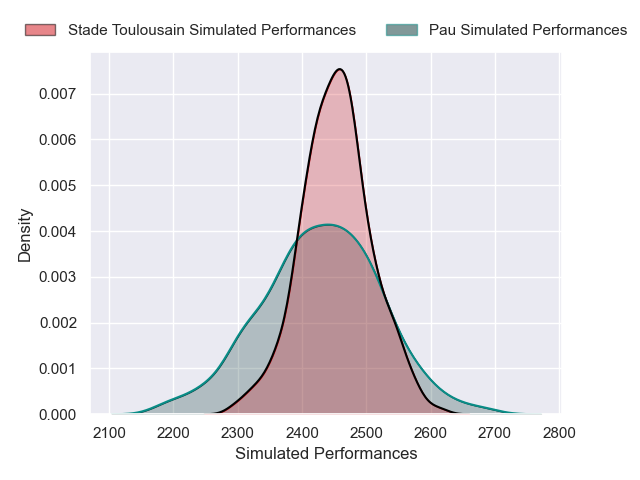 Stade Toulousain Simulated Performances
Pau Simulated Performances
0.007
0.006
0.005
0.004
0.003
0.002
0.001
0.000
Density
2100 2200 2300 2400 2500 2600 2700 2800
Simulated Performances